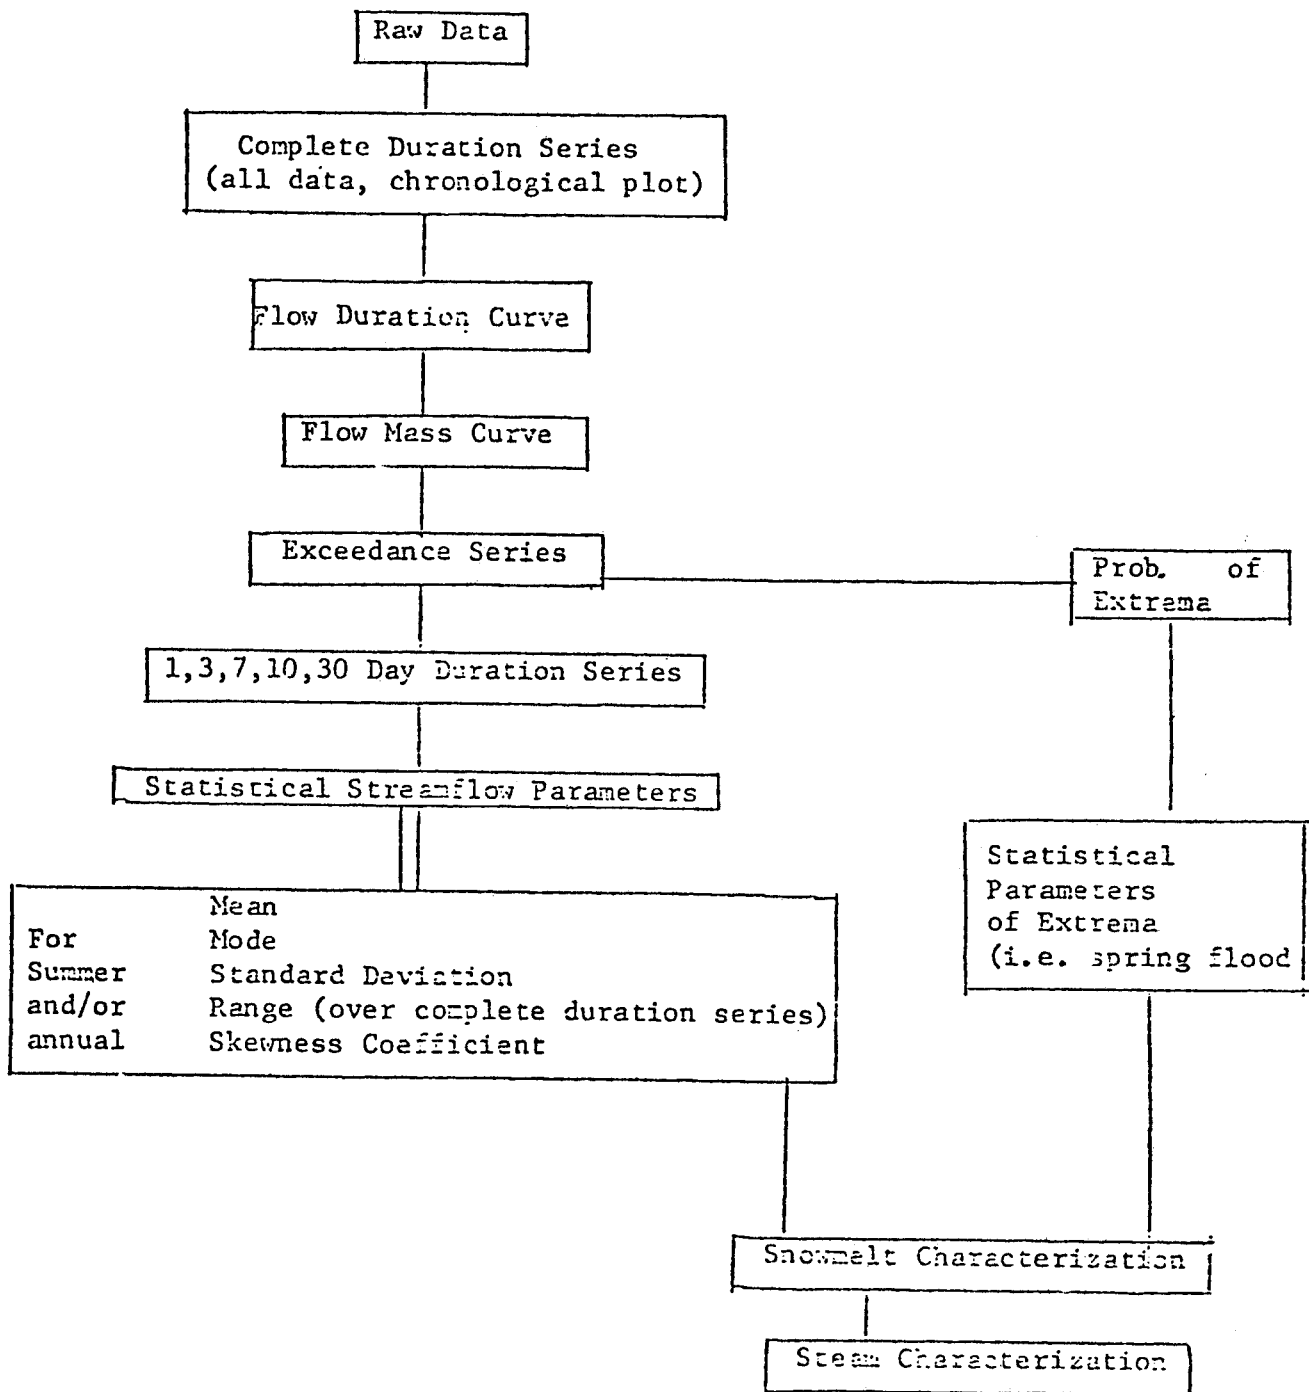 Raw Data
Complete Duration Series
(all data, chronological plot)
Flow Duration Curve
Flow Mass Curve
Exceedance Series
Prob. of
Extrema
1,3,7,10,30 Day Duration Series
Statistical Streamflow Parameters
Statistical
Parameters
of Extrema
(i.e. spring flood
Mean
For Mode
Summer Standard Deviation
and/or Range (over complete duration series)
annual Skewness Coefficient
Snowmelt Characterization
Steam Characterization